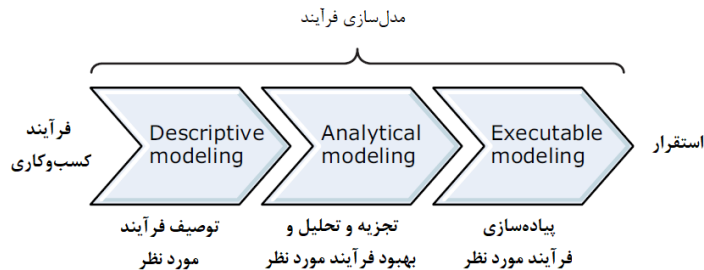 مدل‌سازی فرآیند
فرآیند
کسب‌وکاری
Descriptive
modeling
Analytical
modeling
Executable
modeling
استقرار
توصیف فرآیند
مورد نظر
تجزیه و تحلیل و
بهبود فرآیند مورد نظر
پیاده‌سازی
فرآیند مورد نظر